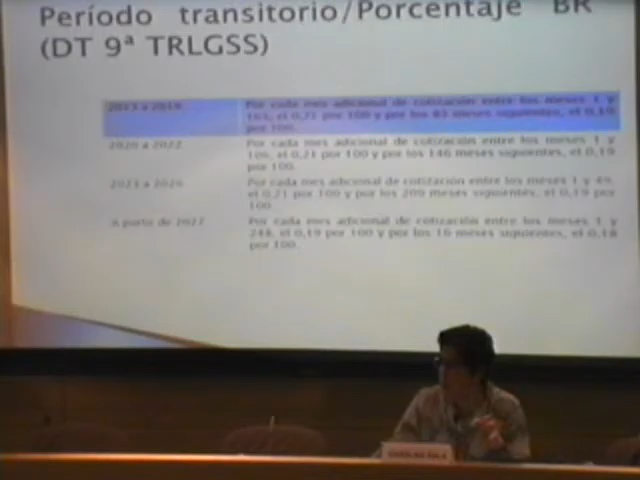 Período transitorio/Porcentaje BR
(DT 9ª TRLGSS)
2013 a 2019
Por cada mes adicional de cotización entre los meses 1 y
163, el 0,21 por 100 y por los 83 meses siguientes, el 0,19
por 100.
2020 a 2022
Por cada mes adicional de cotización entre los meses 1 y
106, el 0,21 por 100 y por los 146 meses siguientes, el 0,19
por 100.
2023 a 2026
Por cada mes adicional de cotización entre los meses 1 y 49,
el 0,21 por 100 y por los 209 meses siguientes, el 0,19 por
100.
A partir de 2027
Por cada mes adicional de cotización entre los meses 1 y
248, el 0,19 por 100 y por los 16 meses siguientes, el 0,18
por 100.